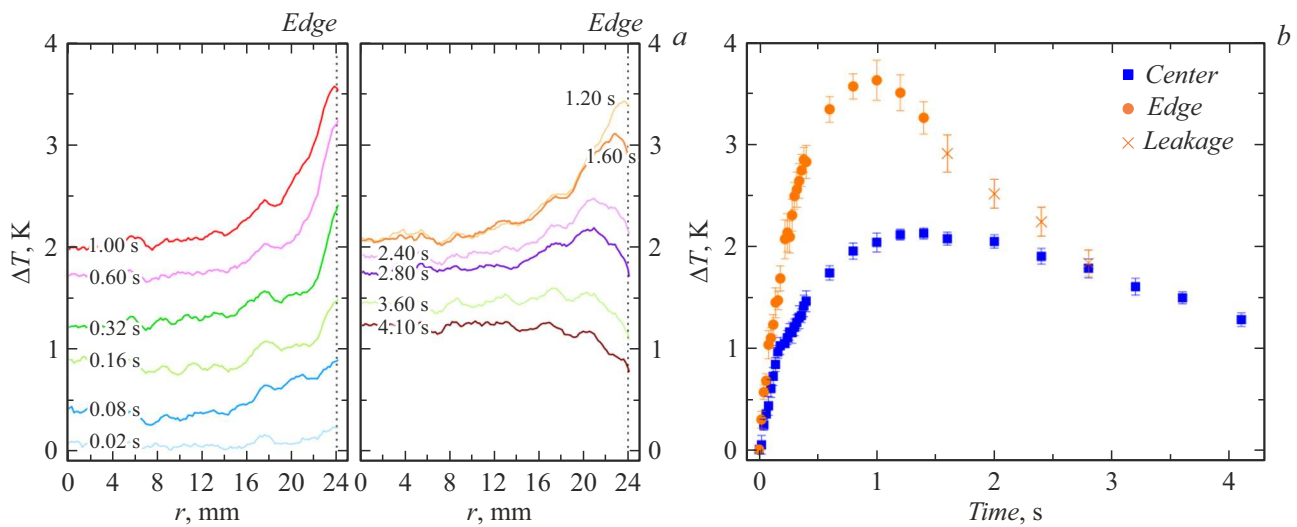 Edge
Edge
a
b
4
3
2
1
0
ΔT, K
1.00 s
0.60 s
0.32 s
0.16 s
0.08 s
0.02 s
0 4 8 12 16 20 24
r, mm
1.20 s
1.60 s
2.40 s
2.80 s
3.60 s
4.10 s
4
3
2
1
0
0 4 8 12 16 20 24
r, mm
4
3
2
1
0
ΔT, K
Center
Edge
Leakage
0 1 2 3 4
Time, s